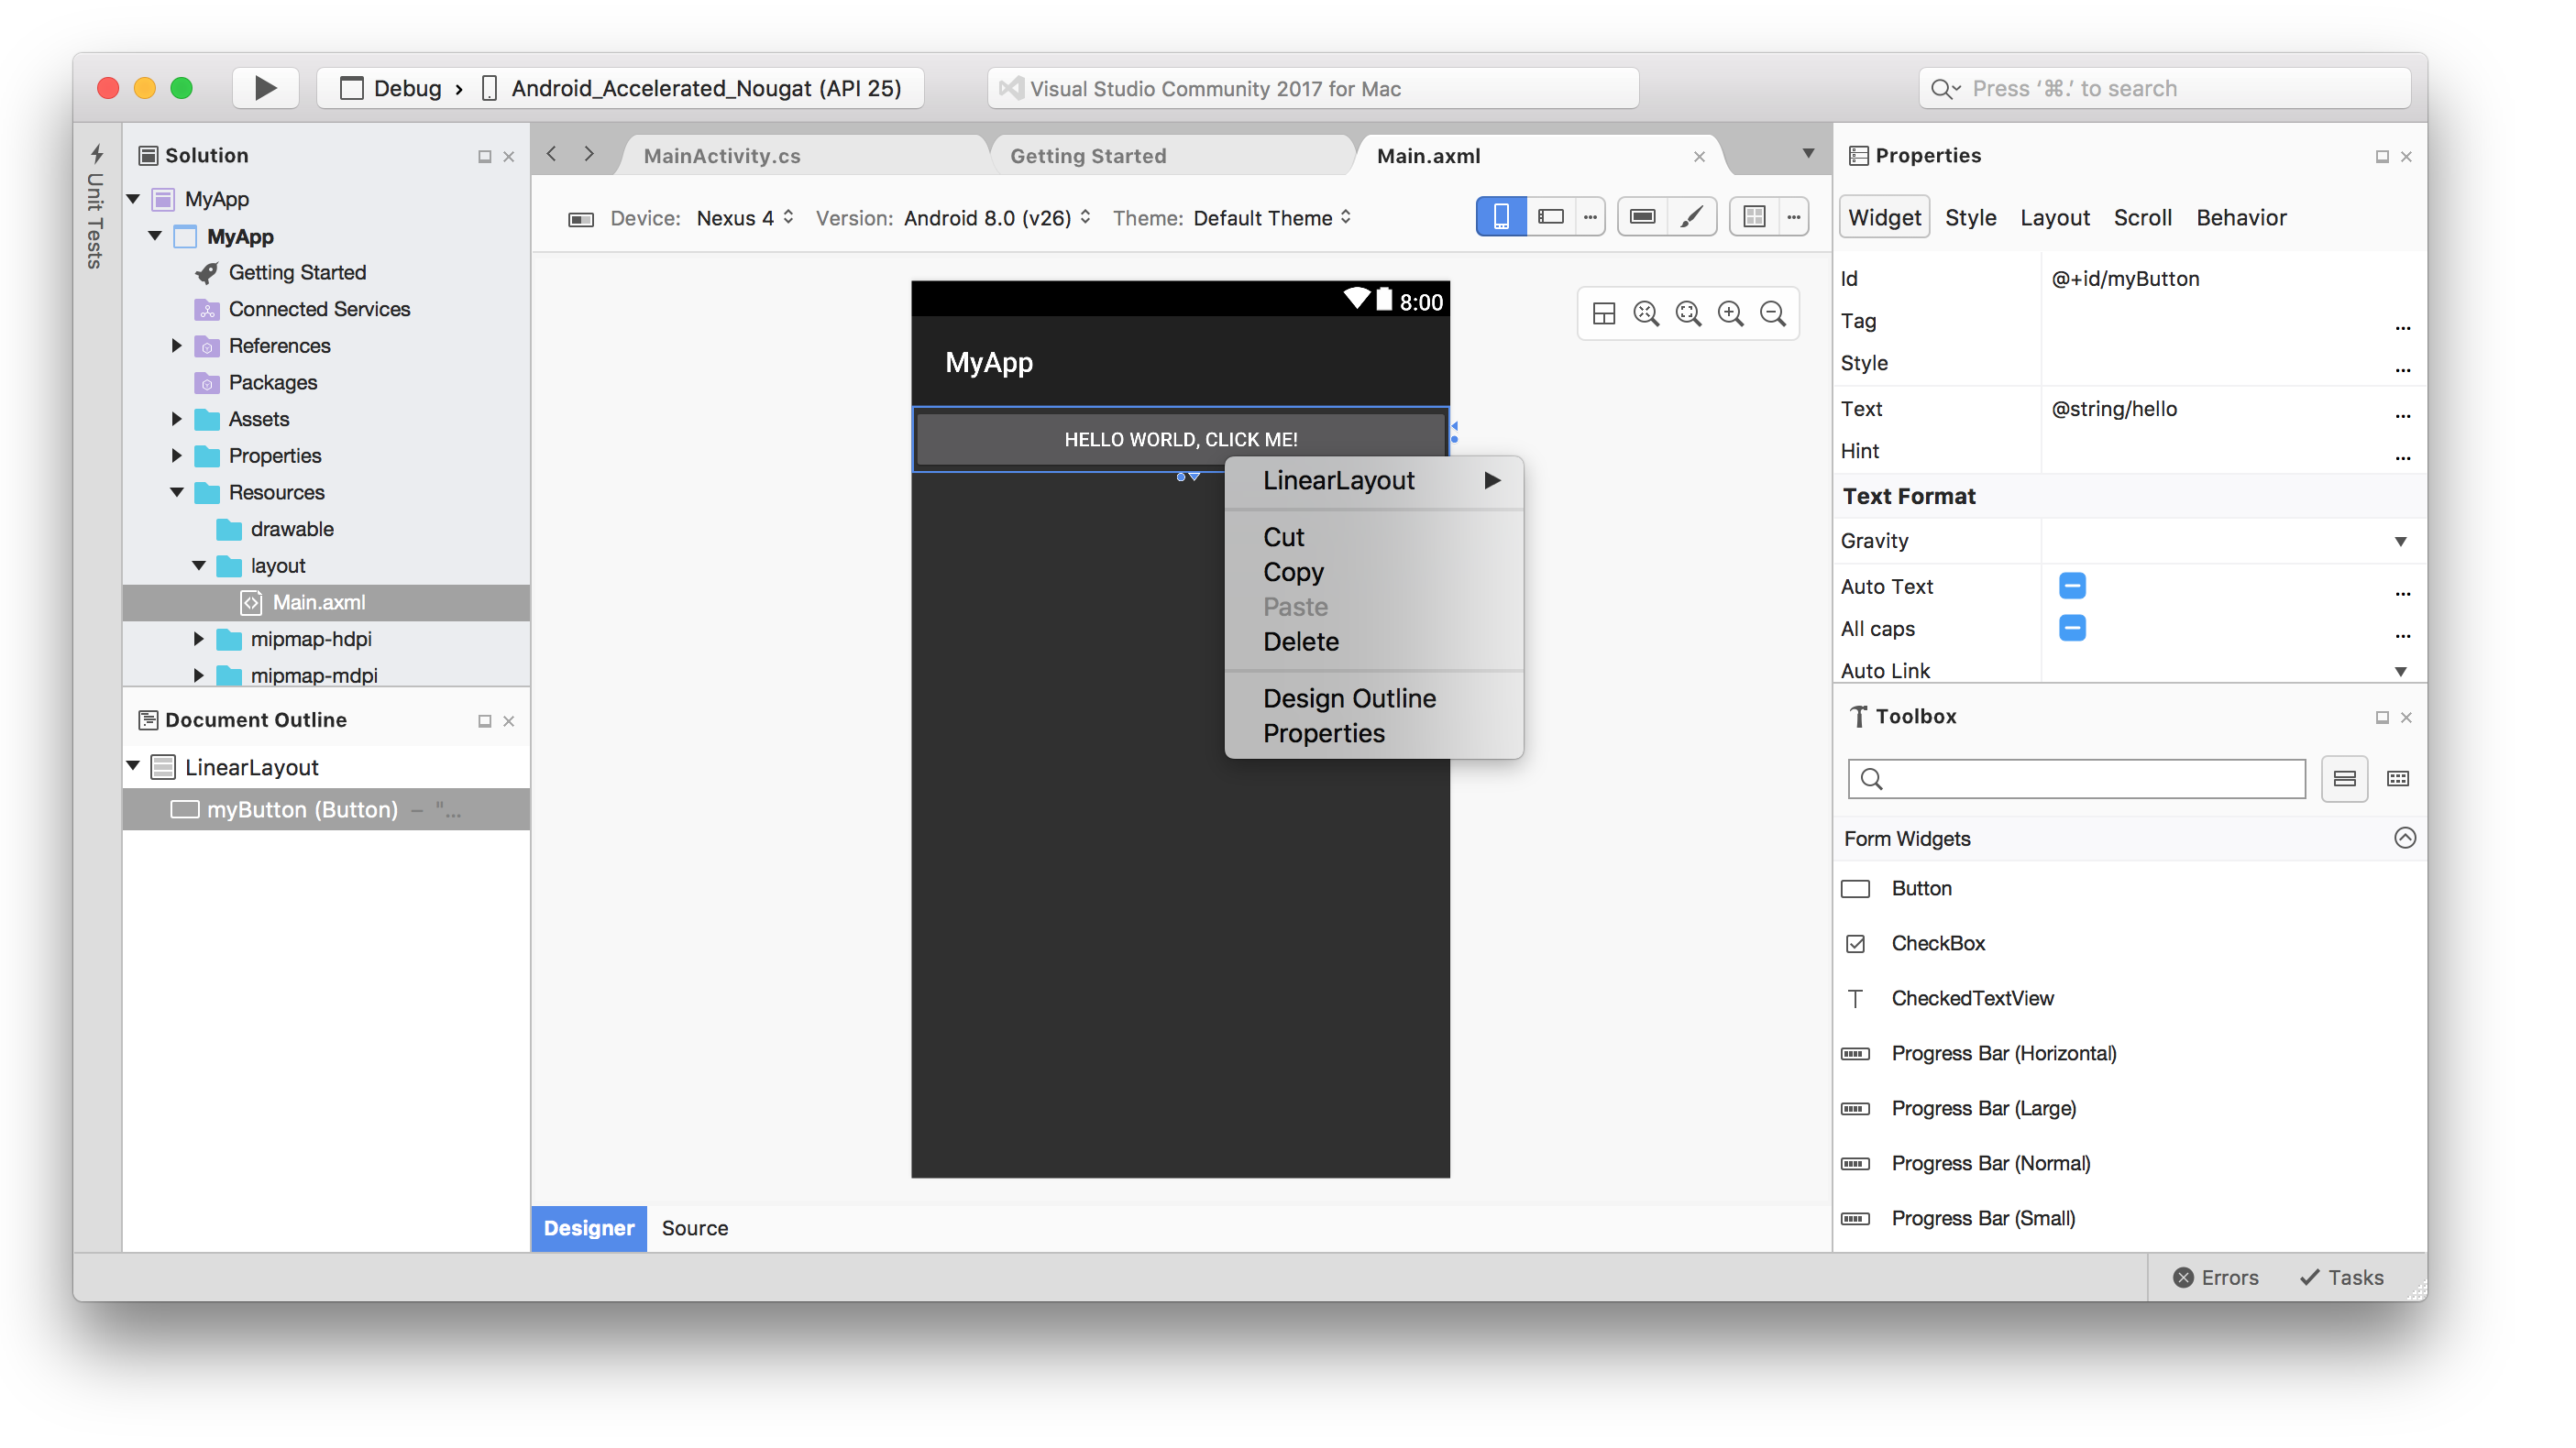 Debug › Android_Accelerated_Nougat (API 25)
Visual Studio Community 2017 for Mac
Press ‘⌘.’ to search
Unit Tests
Solution
MyApp
MyApp
Getting Started
Connected Services
References
Packages
Assets
Properties
Resources
drawable
layout
Main.axml
mipmap-hdpi
mipmap-mdpi
Document Outline
LinearLayout
myButton (Button) – "...
MainActivity.cs
Getting Started
Main.axml
Device: Nexus 4 Version: Android 8.0 (v26) Theme: Default Theme
8:00
MyApp
HELLO WORLD, CLICK ME!
LinearLayout
Cut
Copy
Paste
Delete
Design Outline
Properties
Designer Source
Properties
Widget Style Layout Scroll Behavior
Id @+id/myButton
Tag ...
Style ...
Text @string/hello ...
Hint ...
Text Format
Gravity
Auto Text ...
All caps ...
Auto Link
Toolbox
Form Widgets
Button
CheckBox
CheckedTextView
Progress Bar (Horizontal)
Progress Bar (Large)
Progress Bar (Normal)
Progress Bar (Small)
Errors Tasks